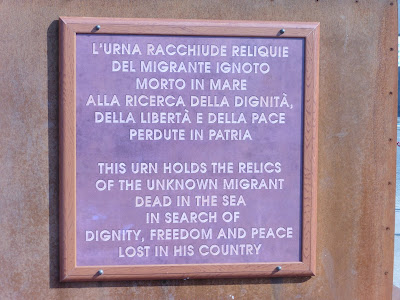 L'URNA RACCHIUDE RELIQUIE
DEL MIGRANTE IGNOTO
MORTO IN MARE
ALLA RICERCA DELLA DIGNITÀ,
DELLA LIBERTÀ E DELLA PACE
PERDUTE IN PATRIA
THIS URN HOLDS THE RELICS
OF THE UNKNOWN MIGRANT
DEAD IN THE SEA
IN SEARCH OF
DIGNITY, FREEDOM AND PEACE
LOST IN HIS COUNTRY